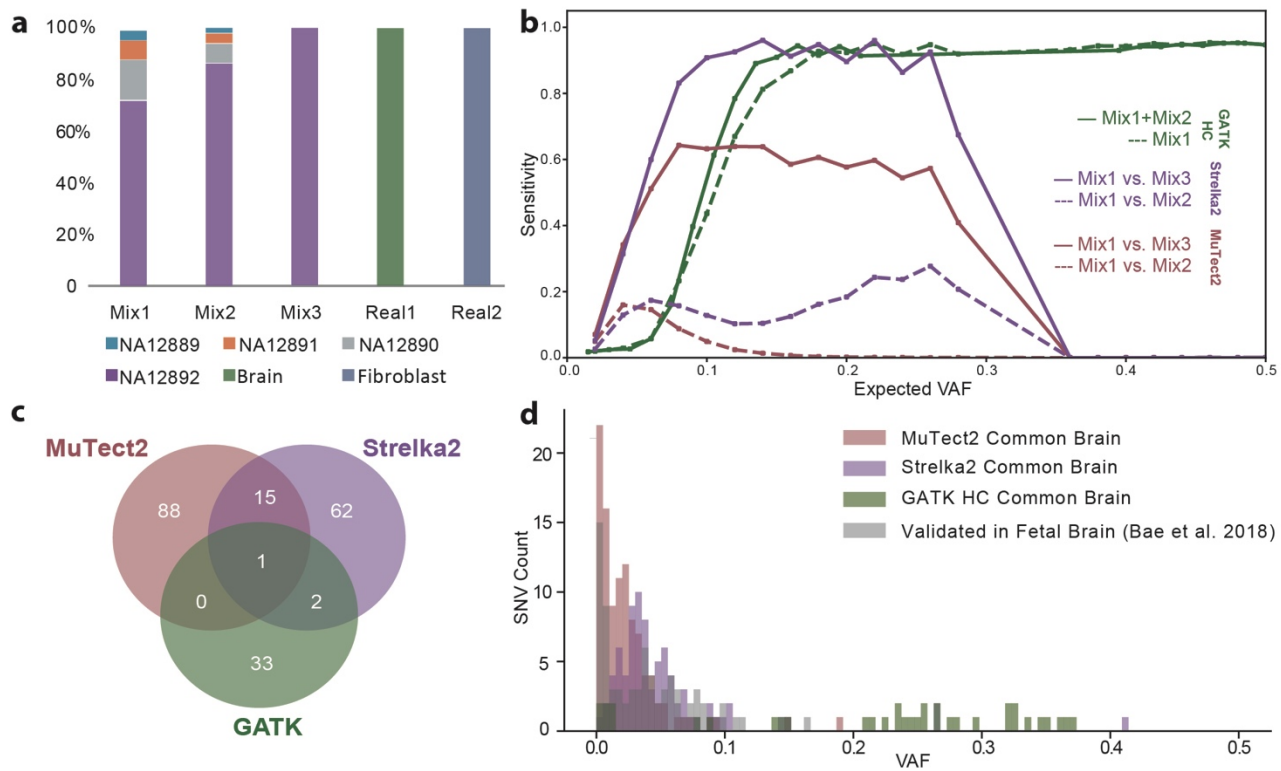 a
100%
80%
60%
40%
20%
0
Mix1 Mix2 Mix3 Real1 Real2
NA12889 NA12891 NA12890
NA12892 Brain Fibroblast
b
Sensitivity
1.0
0.8
0.6
0.4
0.2
0.0
0.0 0.1 0.2 0.3 0.4 0.5
Expected VAF
Mix1+Mix2
Mix1
GATK
HC
Mix1 vs. Mix3
Mix1 vs. Mix2
Strelka2
Mix1 vs. Mix3
Mix1 vs. Mix2
MuTect2
c
MuTect2
Strelka2
88 15 62
1
0 2
33
GATK
d
SNV Count
20
15
10
5
0
0.0 0.1 0.2 0.3 0.4 0.5
VAF
MuTect2 Common Brain
Strelka2 Common Brain
GATK HC Common Brain
Validated in Fetal Brain (Bae et al. 2018)